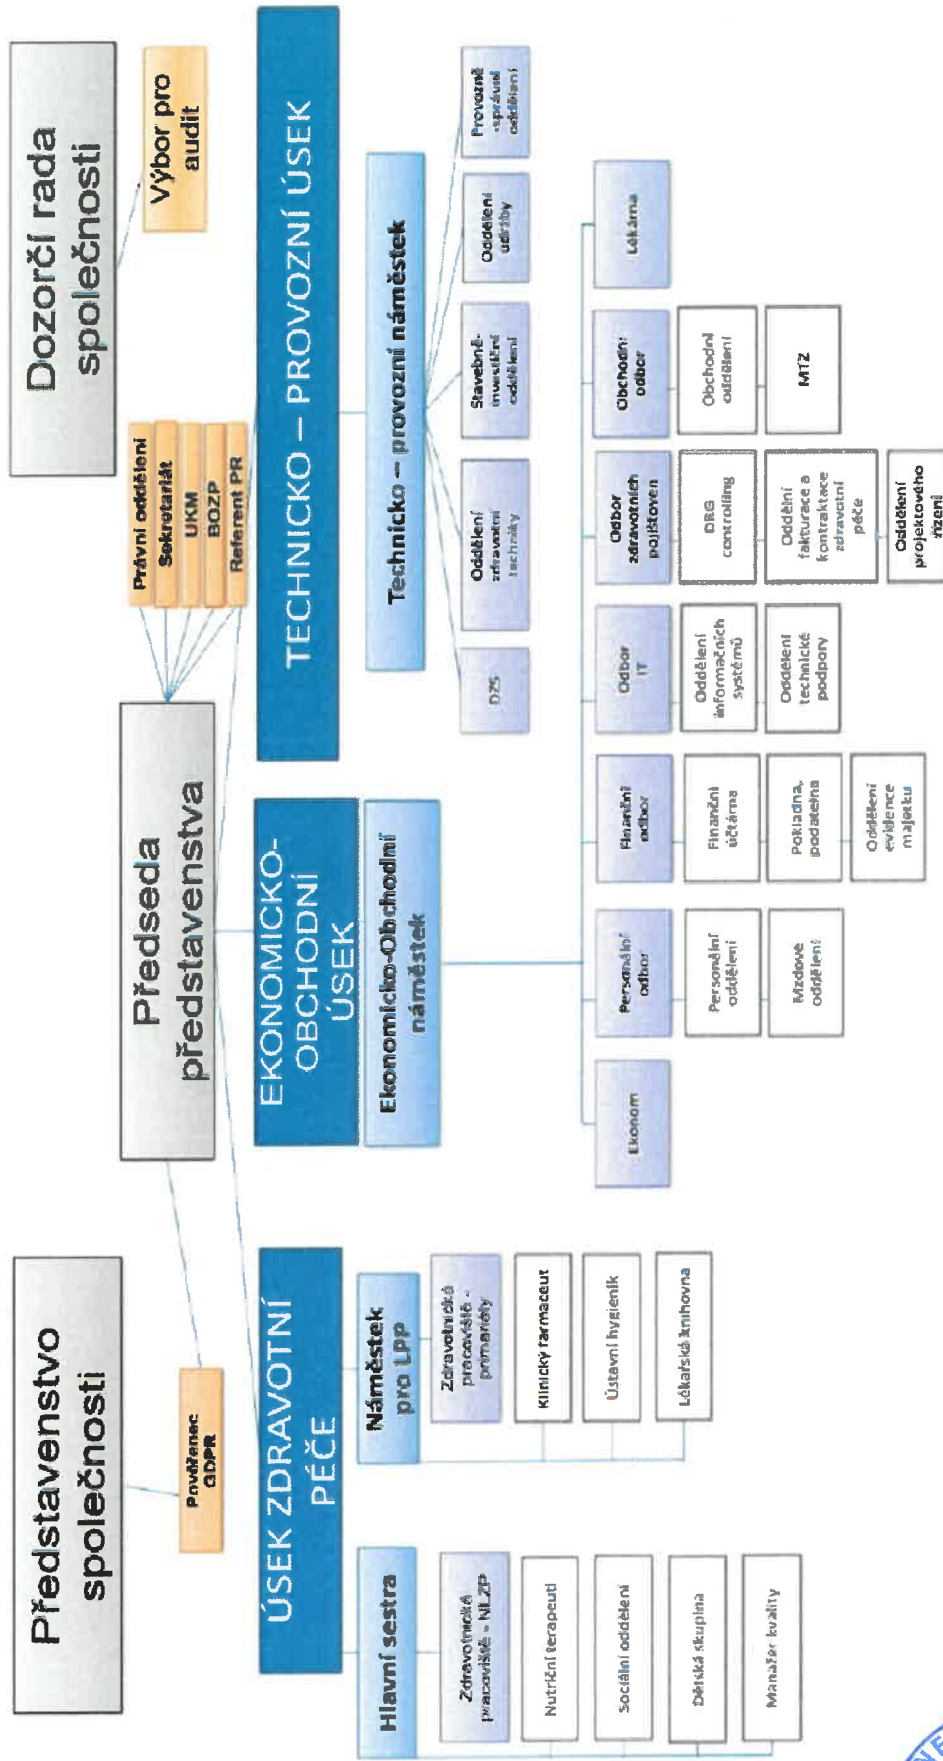 Představenstvo
společnosti
Předseda
představenstva
Dozorčí rada
společnosti
Pověřenec
GDPR
Právní oddělení
Sekretariát
UKM
BOZP
Referent PR
Výbor pro
audit
ÚSEK ZDRAVOTNÍ
PÉČE
EKONOMICKO-
OBCHODNÍ
ÚSEK
TECHNICKO – PROVOZNÍ ÚSEK
Hlavní sestra
Zdravotnická
pracoviště - NLZP
Nutriční terapeuti
Sociální oddělení
Dětská skupina
Manažer kvality
Náměstek
pro LPP
Zdravotnická
pracoviště -
primariáty
Klinický farmaceut
Ústavní hygienik
Lékařská knihovna
Ekonomicko-Obchodní
náměstek
Technicko – provozní náměstek
DZS
Oddělení
zdravotní
techniky
Stavebně-
investiční
oddělení
Oddělení
údržby
Provozně
-správní
oddělení
Ekonom
Personální
odbor
Personální
oddělení
Mzdové
oddělení
Finanční
odbor
Finanční
účtárna
Pokladna,
podatelna
Oddělení
evidence
majetku
Odbor
IT
Oddělení
informačních
systémů
Oddělení
technické
podpory
Odbor
zdravotních
pojišťoven
DRG
controlling
Oddělní
fakturace a
kontraktace
zdravotní
péče
Oddělení
projektového
řízení
Obchodní
odbor
Obchodní
oddělení
MTZ
Lékárna